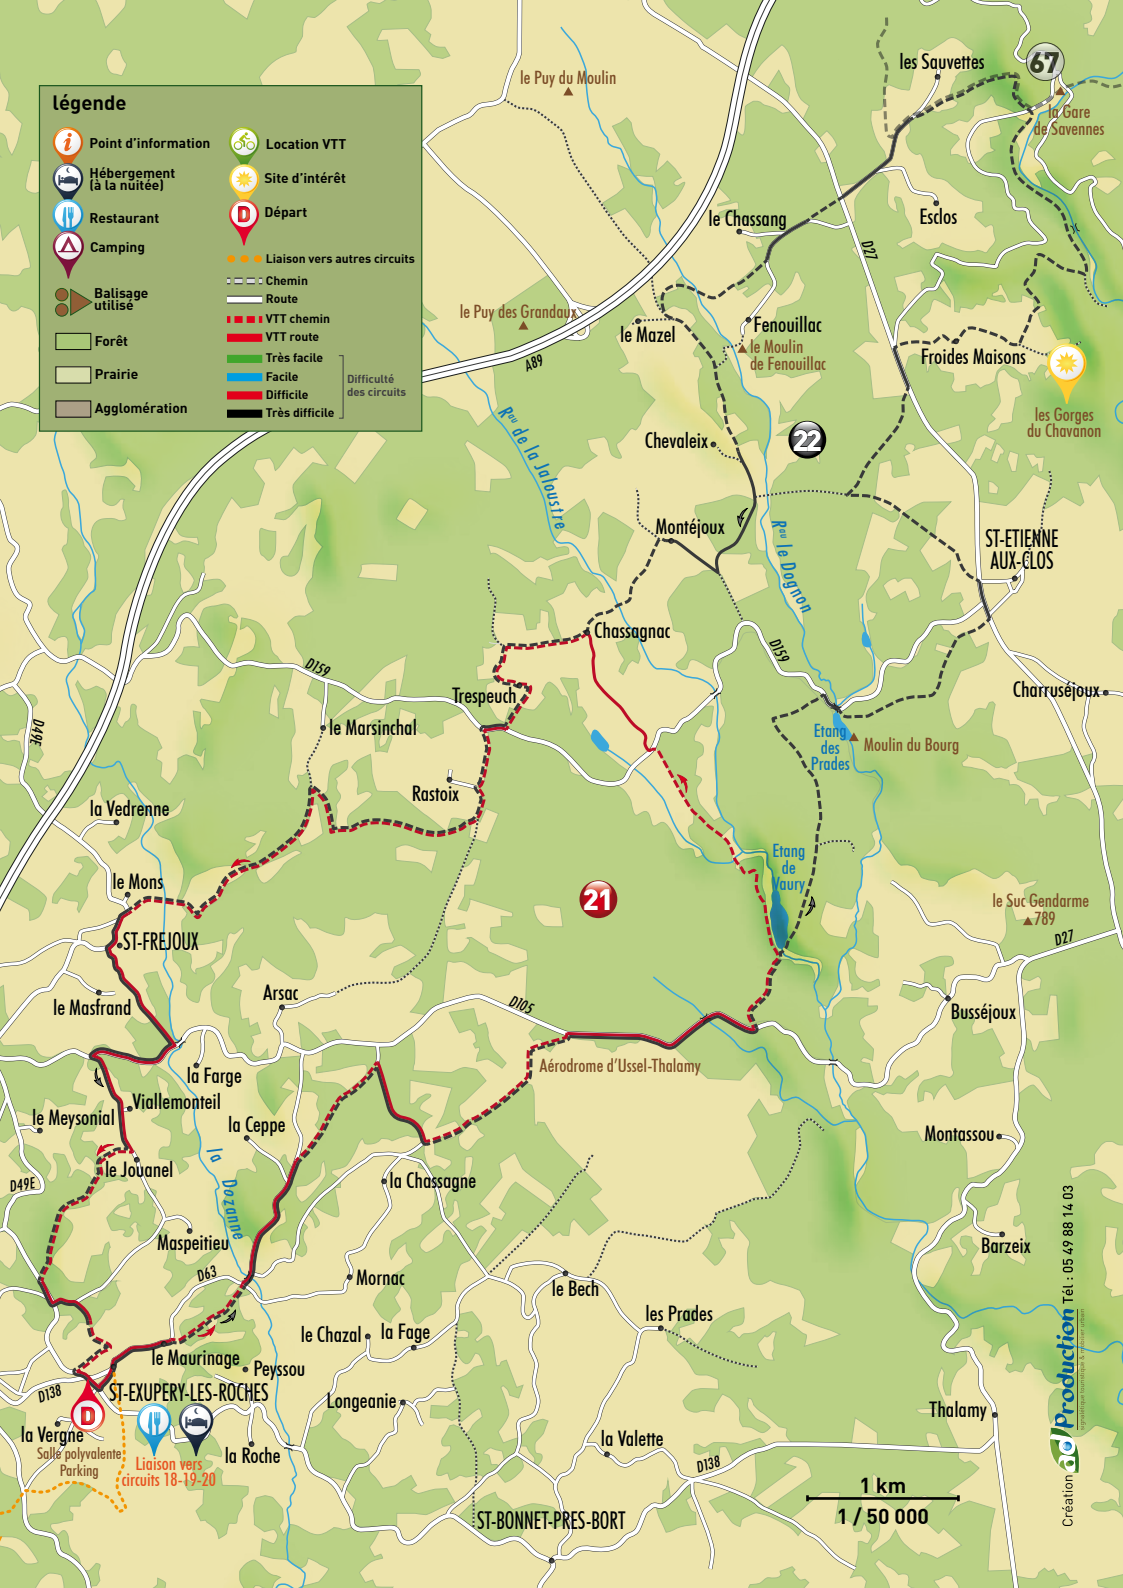 légende
Point d'information
Hébergement
(à la nuitée)
Restaurant
Camping
Balisage
utilisé
Forêt
Prairie
Agglomération
Location VTT
Site d'intérêt
D
Départ
Liaison vers autres circuits
Chemin
Route
VTT chemin
VTT route
Très facile
Facile
Difficile
Très difficile
Difficulté
des circuits
le Puy du Moulin
les Sauvettes
67
la Gare
de Savennes
le Chassang
Esclos
D27
le Puy des Grandaux
le Mazel
Fenouillac
le Moulin
de Fenouillac
Froides Maisons
A89
les Gorges
du Chavanon
Rau de la Jaloustre
Chevaleix
22
Montéjoux
Rau le Dognon
ST-ETIENNE
AUX-CLOS
Chassagnac
D159
D159
Trespeuch
Charruséjoux
D49E
le Marsinchal
Etang
des
Prades
Moulin du Bourg
Rastoix
la Vedrenne
Etang
de
Vaury
le Mons
21
le Suc Gendarme
789
ST-FREJOUX
D27
le Masfrand
Arsac
D105
Busséjoux
la Farge
Aérodrome d'Ussel-Thalamy
Viallemonteil
le Meysonial
la Ceppe
Montassou
le Jouanel
la Chassagne
D49E
la Dozanne
Maspeitieu
Barzeix
D63
Mornac
le Bech
les Prades
le Chazal
la Fage
le Maurinage
Peyssou
D138
ST-EXUPERY-LES-ROCHES
Longeanie
Thalamy
D
la Vergne
Salle polyvalente
Parking
Liaison vers
circuits 18-19-20
la Roche
la Valette
D138
1 km
1 / 50 000
ST-BONNET-PRES-BORT
Création ad Production Tél : 05 49 88 14 03